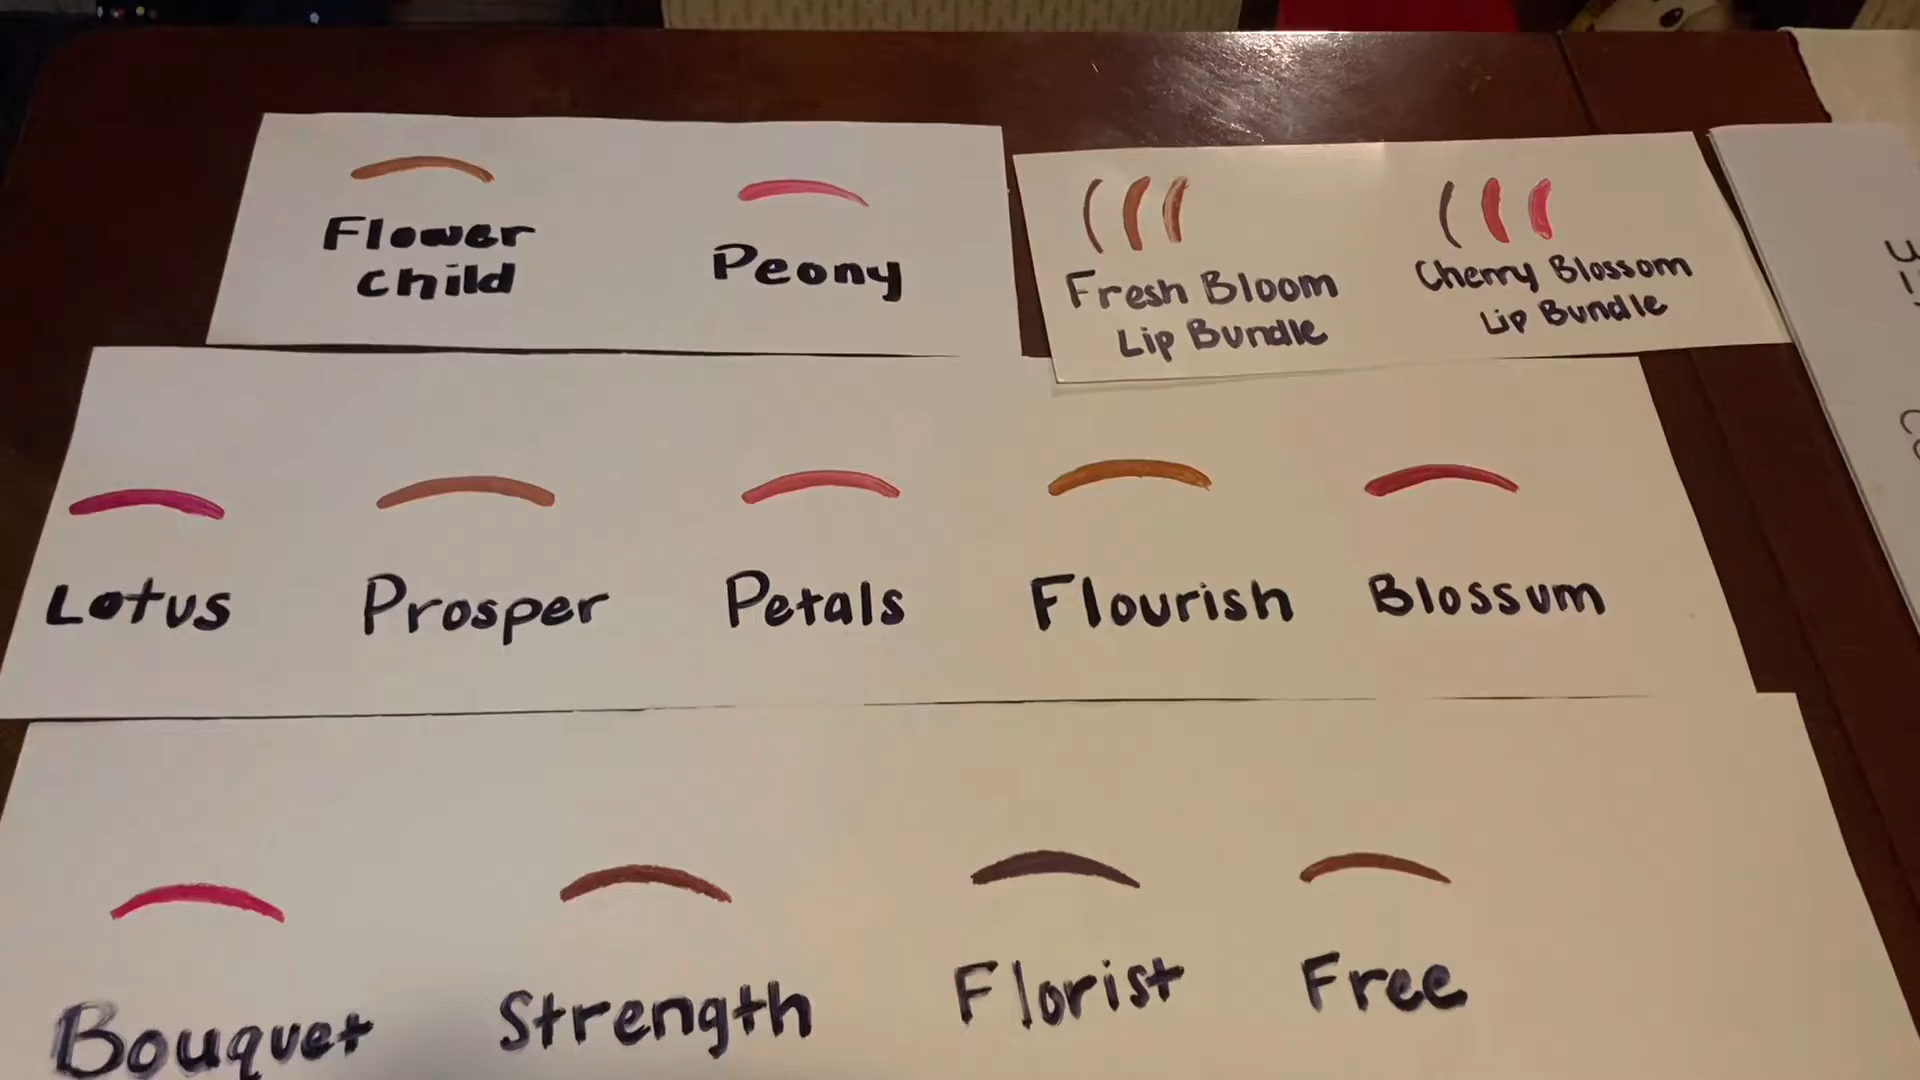 Flower
child
Peony
Fresh Bloom
Lip Bundle
Cherry Blossom
Lip Bundle
Lotus
Prosper
Petals
Flourish
Blossum
Bouquet
Strength
Florist
Free